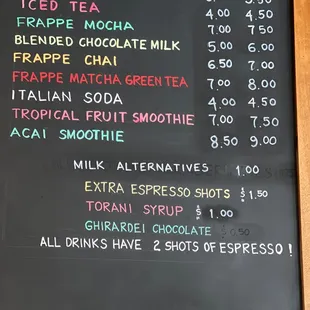 ICED TEA 4.00 4.50
FRAPPE MOCHA 7.00 7.50
BLENDED CHOCOLATE MILK 5.00 6.00
FRAPPE CHAI 6.50 7.00
FRAPPE MATCHA GREEN TEA 7.00 8.00
ITALIAN SODA 4.00 4.50
TROPICAL FRUIT SMOOTHIE 7.00 7.50
ACAI SMOOTHIE 8.50 9.00
MILK ALTERNATIVES 1.00
EXTRA ESPRESSO SHOTS $1.50
TORANI SYRUP $1.00
GHIRARDEI CHOCOLATE 0.50
ALL DRINKS HAVE 2 SHOTS OF ESPRESSO!